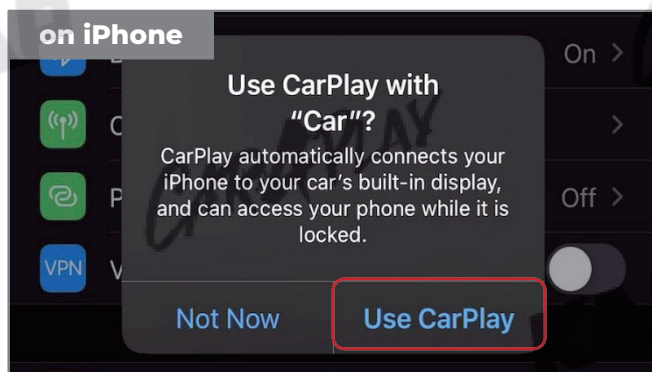 on iPhone
On
Use CarPlay with
“Car”?
CarPlay automatically connects your
iPhone to your car’s built-in display,
and can access your phone while it is
locked.
C
P
Off
VPN
V
Not Now
Use CarPlay